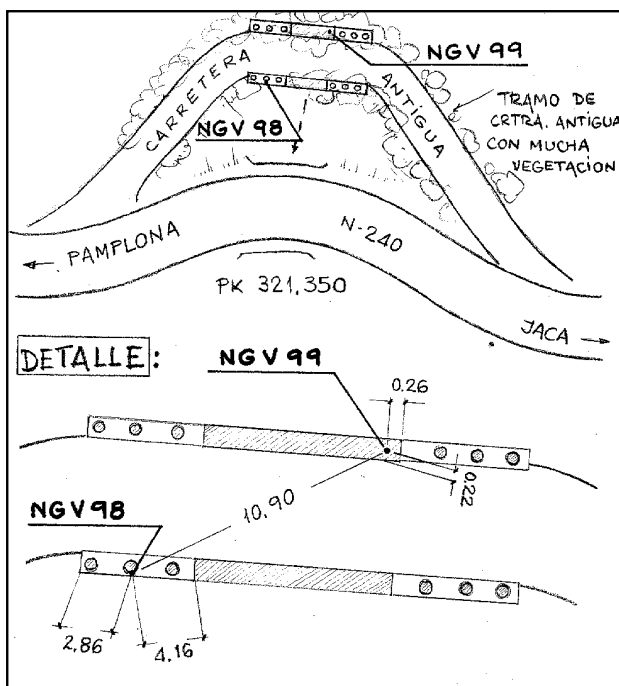 NGV 99
CARRETERA
ANTÍGUA
NGV 98
TRAMO DE
CRTRA. ANTIGUA
CON MUCHA
VEGETACION
PAMPLONA
N-240
PK 321,350
JACA
DETALLE:
NGV 99
0.26
0.22
10,90
NGV 98
2,86
4,16